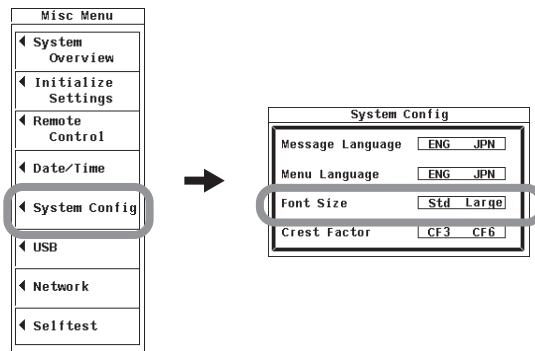 Misc Menu
System
Overview
Initialize
Settings
Remote
Control
Date/Time
System Config
USB
Network
Selftest
System Config
Message Language ENG JPN
Menu Language ENG JPN
Font Size Std Large
Crest Factor CF3 CF6